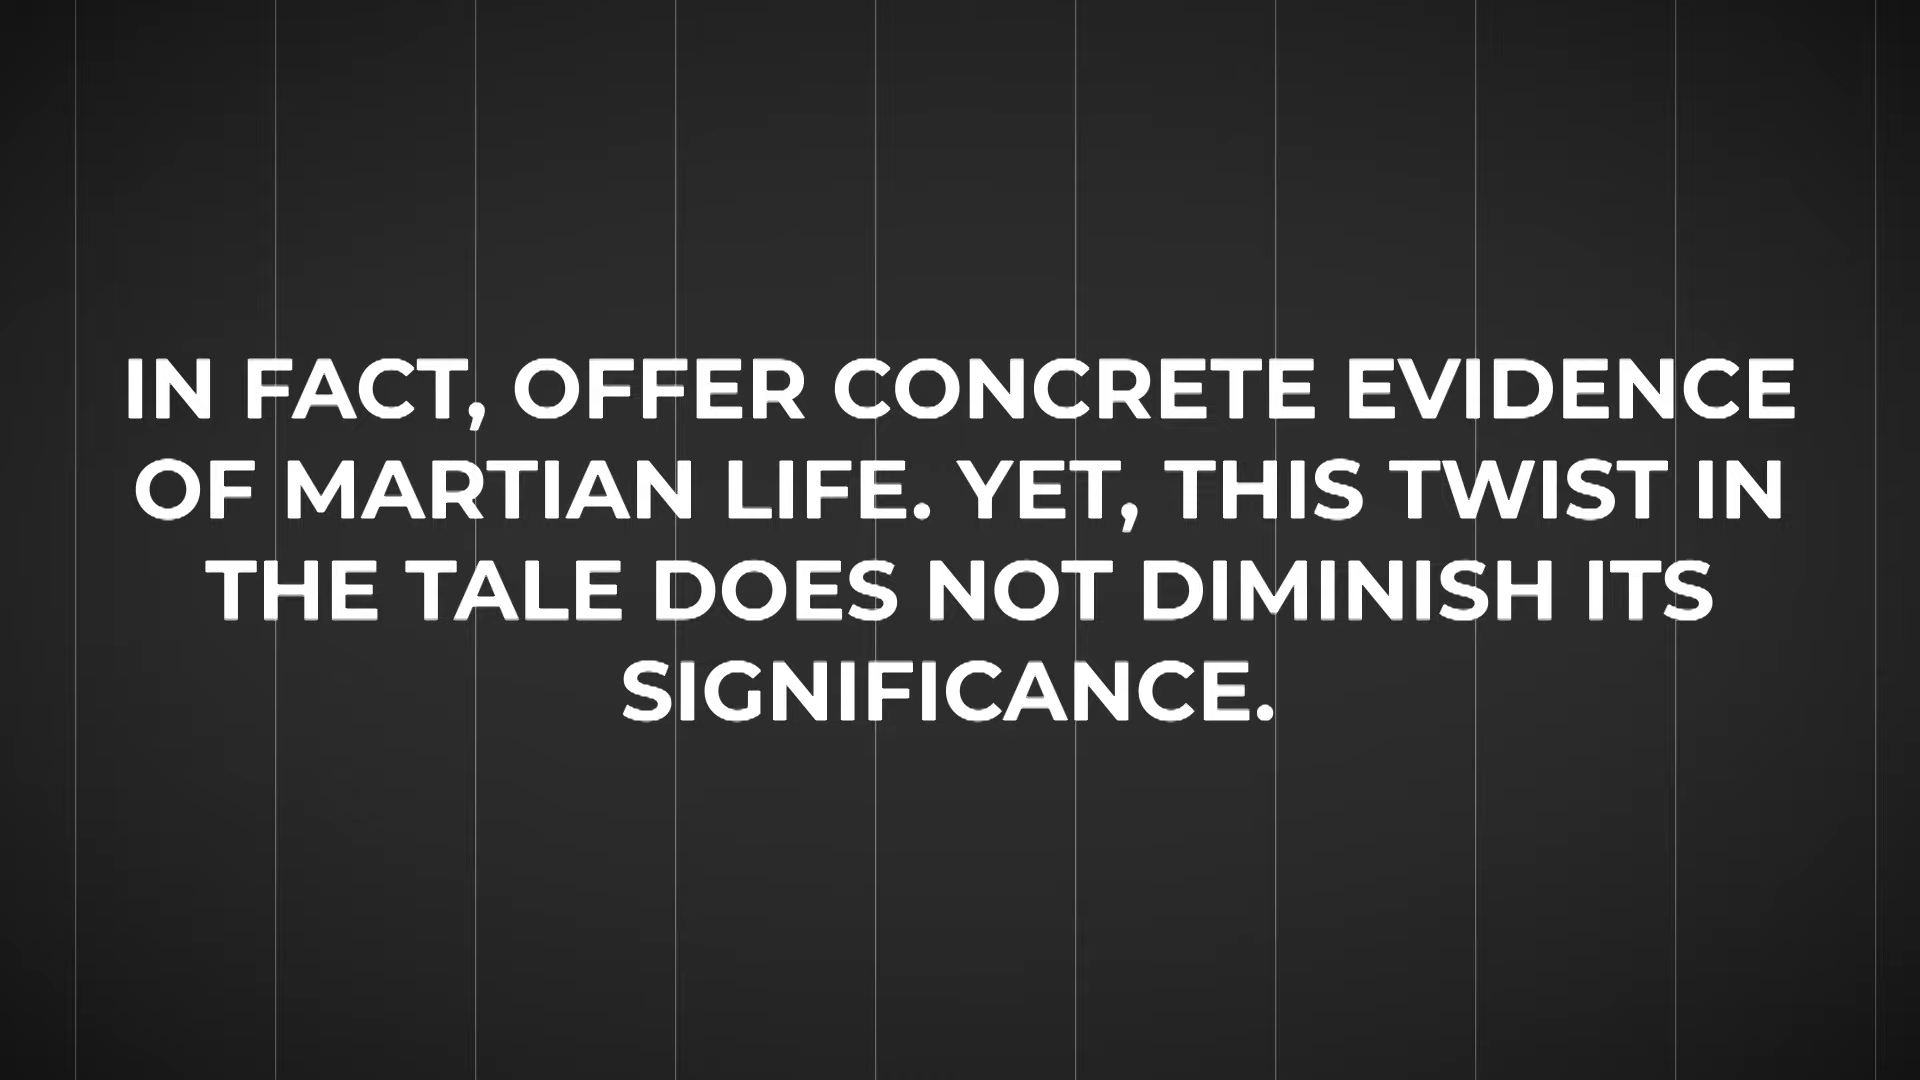 IN FACT, OFFER CONCRETE EVIDENCE
OF MARTIAN LIFE. YET, THIS TWIST IN
THE TALE DOES NOT DIMINISH ITS
SIGNIFICANCE.